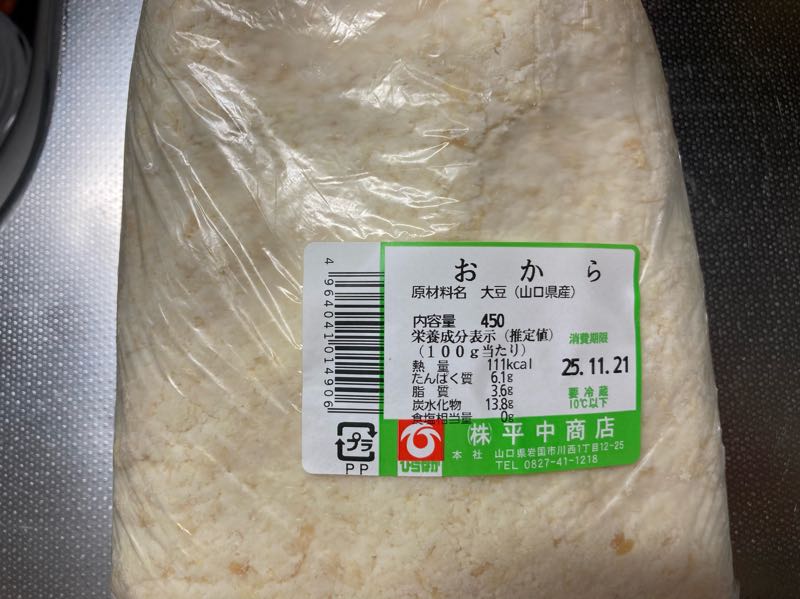 おから
原材料名 大豆（山口県産）
内容量 450
栄養成分表示（推定値）
（100g当たり）
熱量 111kcal
たんぱく質 6.1g
脂質 3.6g
炭水化物 13.8g
食塩相当量 0g
消費期限
25.11.21
要冷蔵
10℃以下
4964041014906
プラ
PP
ひらなか
㈱平中商店
本社 山口県岩国市川西1丁目12-25
TEL 0827-41-1218